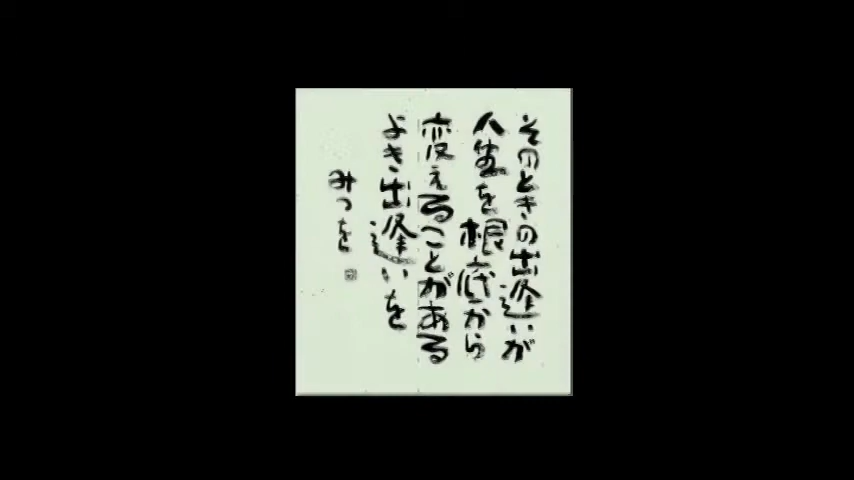 そのときの出逢いが
人生を根底から
変えることがある
よき出逢いを
みつを